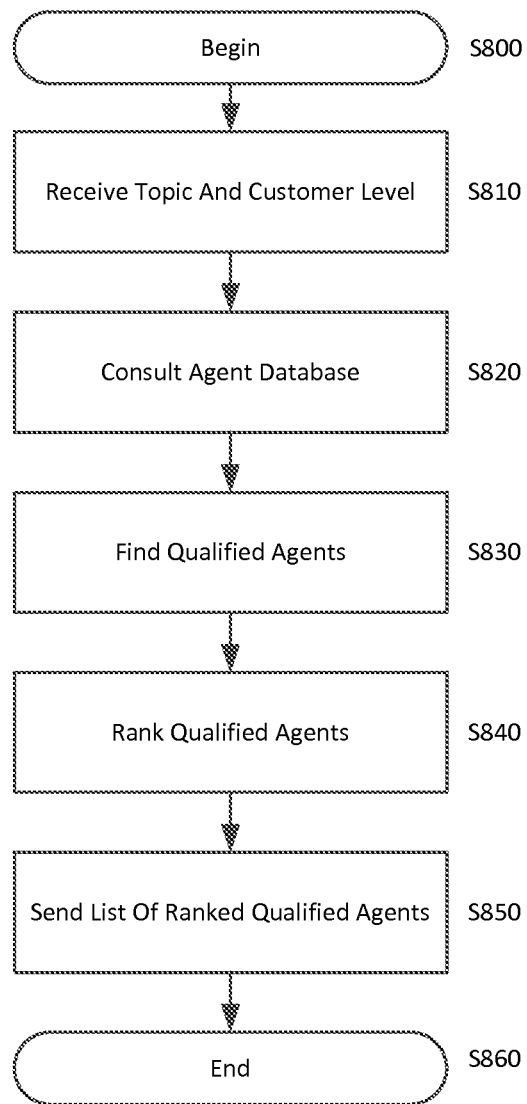 Begin S800
Receive Topic And Customer Level S810
Consult Agent Database S820
Find Qualified Agents S830
Rank Qualified Agents S840
Send List Of Ranked Qualified Agents S850
End S860